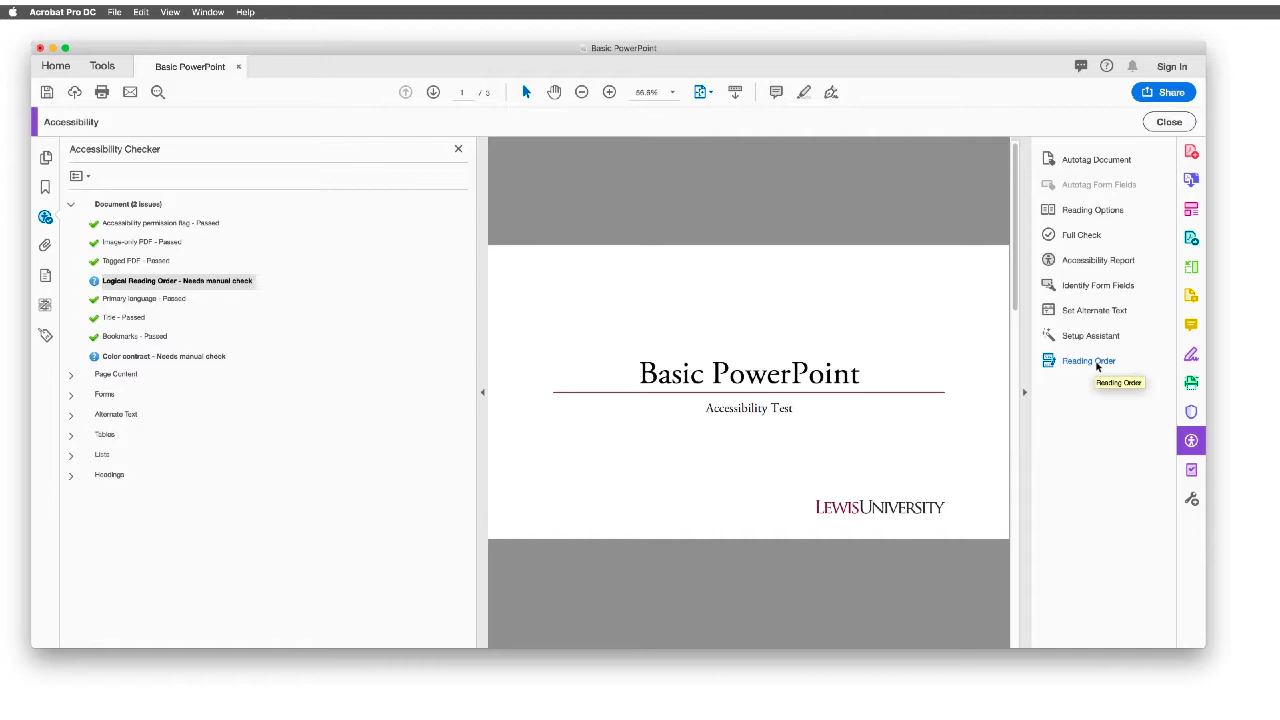 Acrobat Pro DC File Edit View Window Help
Basic PowerPoint
Home Tools Basic PowerPoint × Sign In
1 / 3 56.5% Share
Accessibility Close
Accessibility Checker
Document (2 issues)
Accessibility permission flag - Passed
Image-only PDF - Passed
Tagged PDF - Passed
Logical Reading Order - Needs manual check
Primary language - Passed
Title - Passed
Bookmarks - Passed
Color contrast - Needs manual check
Page Content
Forms
Alternate Text
Tables
Lists
Headings
Basic PowerPoint
Accessibility Test
LEWISUNIVERSITY
Autotag Document
Autotag Form Fields
Reading Options
Full Check
Accessibility Report
Identify Form Fields
Set Alternate Text
Setup Assistant
Reading Order
Reading Order